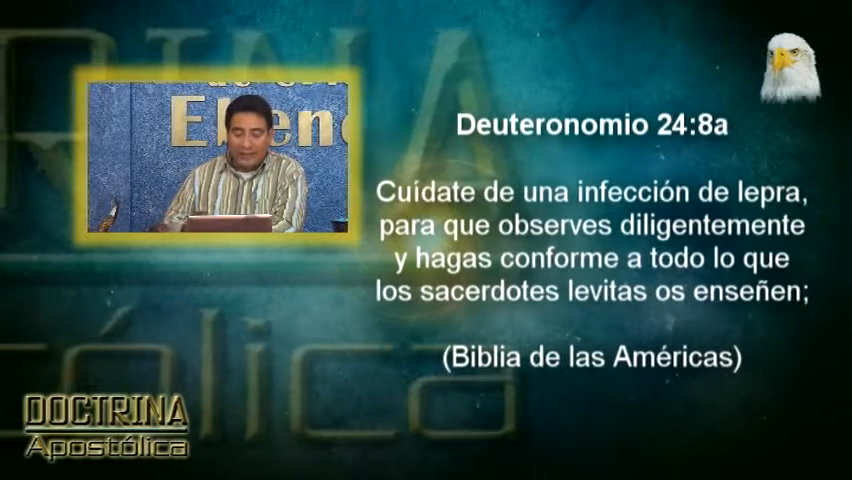 Deuteronomio 24:8a
Cuídate de una infección de lepra,
para que observes diligentemente
y hagas conforme a todo lo que
los sacerdotes levitas os enseñen;
(Biblia de las Américas)
DOCTRINA
Apostólica